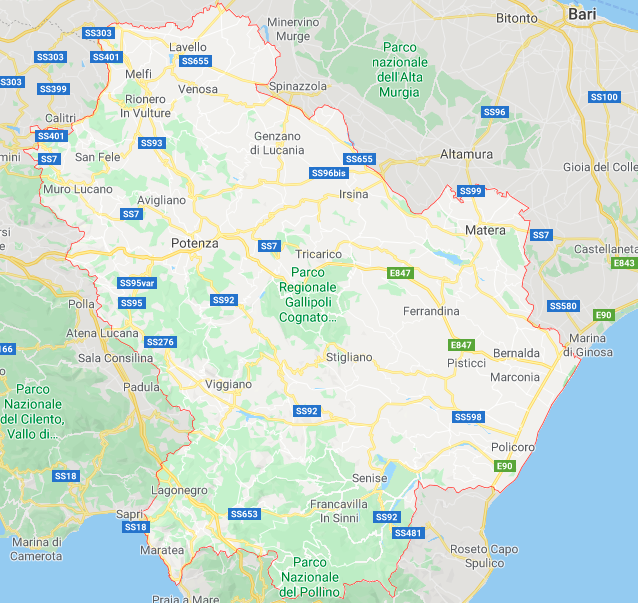 Bitonto
Bari
Minervino
Murge
SS303
Lavello
SS303
SS401
SS655
Parco
nazionale
dell'Alta
Murgia
Melfi
SS303
SS399
Venosa
Spinazzola
Rionero
In Vulture
SS100
SS96
Calitri
SS401
Genzano
di Lucania
SS93
SS7
San Fele
SS655
Altamura
SS96bis
Gioia del Colle
Muro Lucano
Avigliano
Irsina
SS99
SS7
Matera
SS7
Potenza
SS7
Tricarico
Castellaneta
E843
Parco
Regionale
Gallipoli
Cognato...
E847
SS95var
SS95
SS92
Polla
Ferrandina
SS580
E90
Atena Lucana
SS276
Marina
di Ginosa
E847
Sala Consilina
Stigliano
Bernalda
Pisticci
Marconia
Padula
Viggiano
Parco
Nazionale
del Cilento,
Vallo di...
SS92
SS598
Policoro
E90
SS18
Senise
Lagonegro
Francavilla
In Sinni
Sapri
SS18
SS653
SS92
SS481
Marina di
Camerota
Maratea
Roseto Capo
Spulico
Parco
Nazionale
del Pollino
Praia a Mare